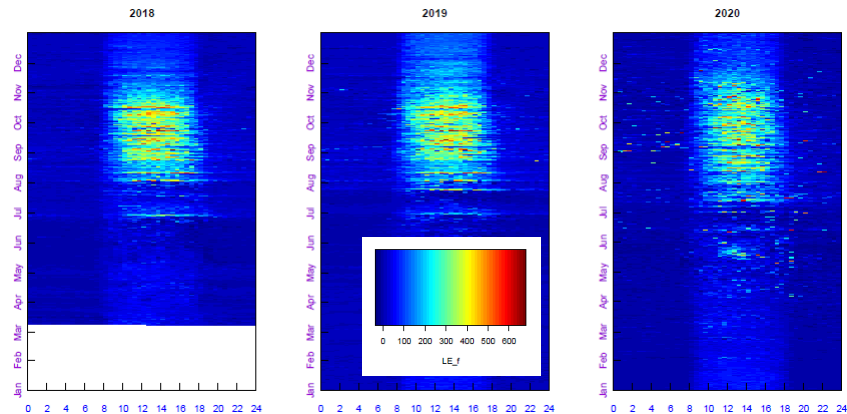 2018 2019 2020
Dec Dec Dec
Nov Nov Nov
Oct Oct Oct
Sep Sep Sep
Aug Aug Aug
Jul Jul Jul
Jun Jun Jun
May May May
Apr Apr Apr
Mar Mar Mar
Feb Feb Feb
Jan Jan Jan
0 100 200 300 400 500 600
LE_f
0 2 4 6 8 10 12 14 16 18 20 22 24 0 2 4 6 8 10 12 14 16 18 20 22 24 0 2 4 6 8 10 12 14 16 18 20 22 24